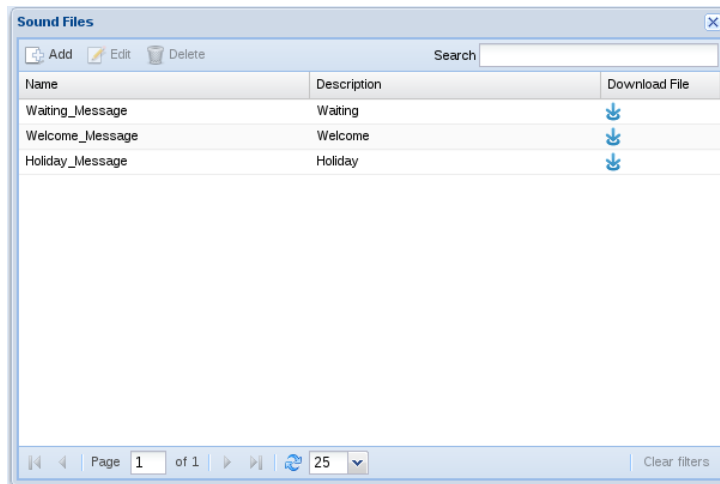 Sound Files
Add Edit Delete Search
Name Description Download File
Waiting_Message Waiting
Welcome_Message Welcome
Holiday_Message Holiday
Page 1 of 1 25 Clear filters